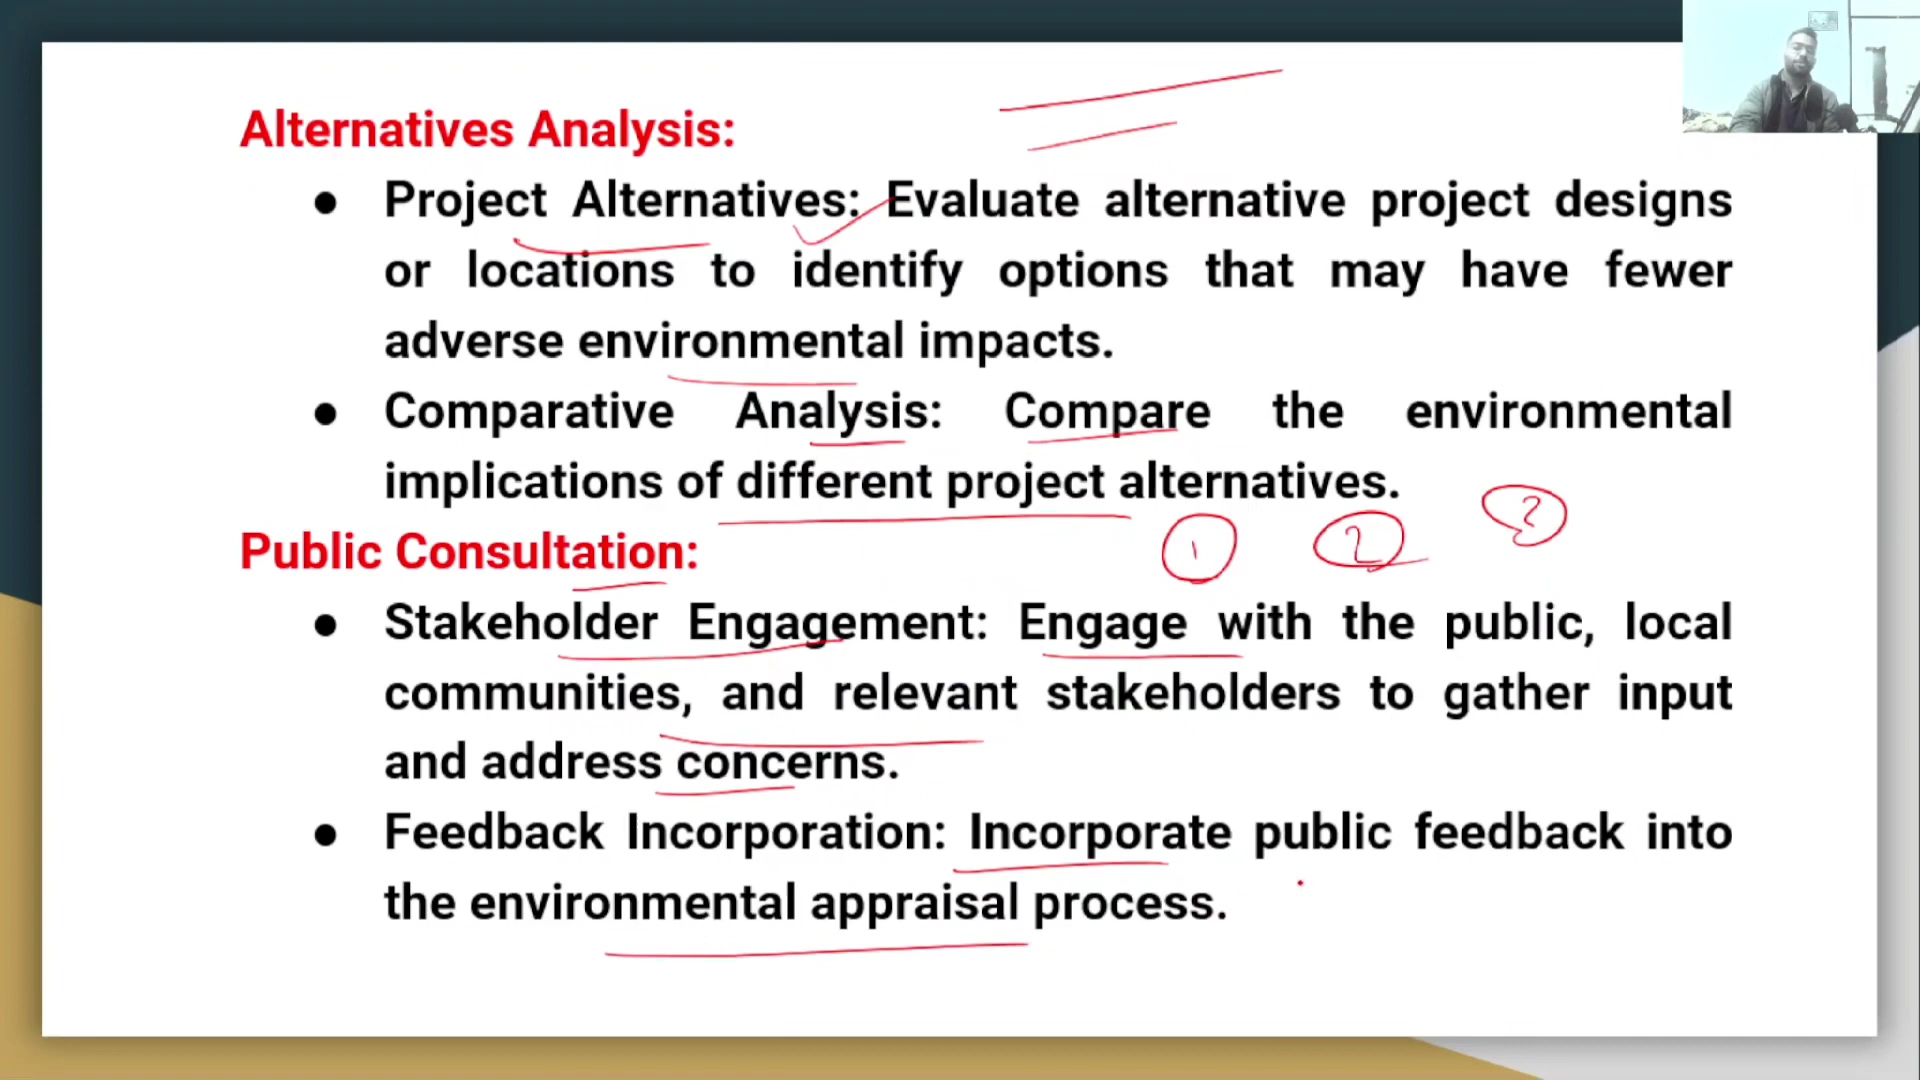 Alternatives Analysis:
● Project Alternatives: Evaluate alternative project designs
or locations to identify options that may have fewer
adverse environmental impacts.
● Comparative Analysis: Compare the environmental
implications of different project alternatives.
1 2 3
Public Consultation:
● Stakeholder Engagement: Engage with the public, local
communities, and relevant stakeholders to gather input
and address concerns.
● Feedback Incorporation: Incorporate public feedback into
the environmental appraisal process.